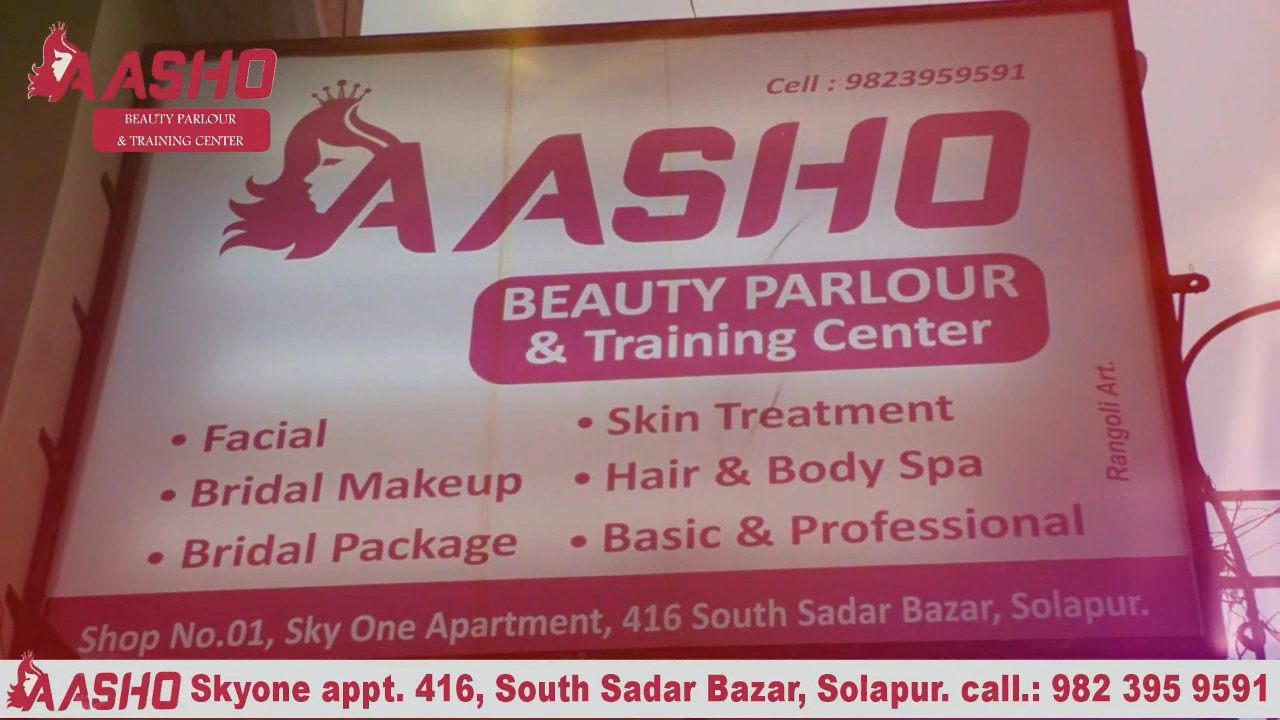 AASHO
BEAUTY PARLOUR
& TRAINING CENTER
Cell : 9823959591
AASHO
BEAUTY PARLOUR
& Training Center
• Facial
• Bridal Makeup
• Bridal Package
• Skin Treatment
• Hair & Body Spa
• Basic & Professional
Rangoli Art.
Shop No.01, Sky One Apartment, 416 South Sadar Bazar, Solapur.
AASHO Skyone appt. 416, South Sadar Bazar, Solapur. call.: 982 395 9591